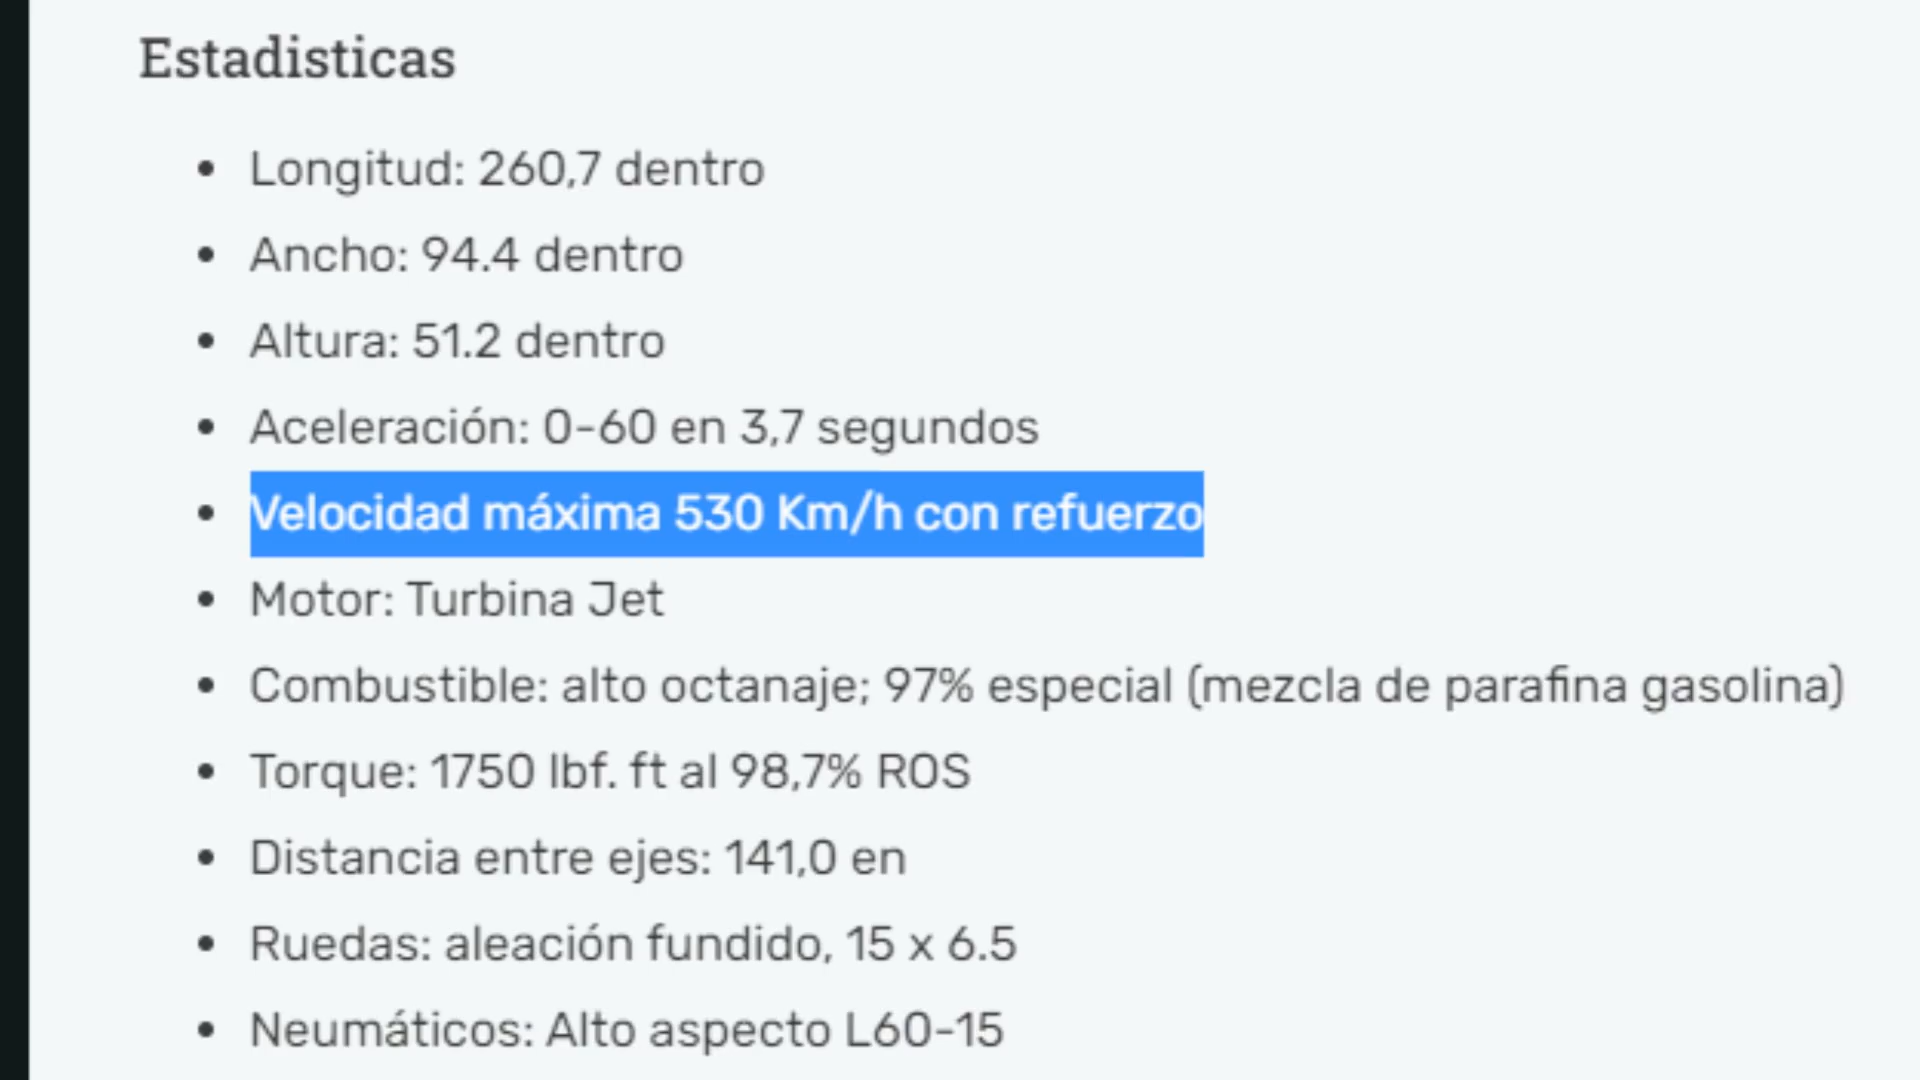 Estadisticas
Longitud: 260,7 dentro
Ancho: 94.4 dentro
Altura: 51.2 dentro
Aceleración: 0-60 en 3,7 segundos
Velocidad máxima 530 Km/h con refuerzo
Motor: Turbina Jet
Combustible: alto octanaje; 97% especial (mezcla de parafina gasolina)
Torque: 1750 lbf. ft al 98,7% ROS
Distancia entre ejes: 141,0 en
Ruedas: aleación fundido, 15 x 6.5
Neumáticos: Alto aspecto L60-15